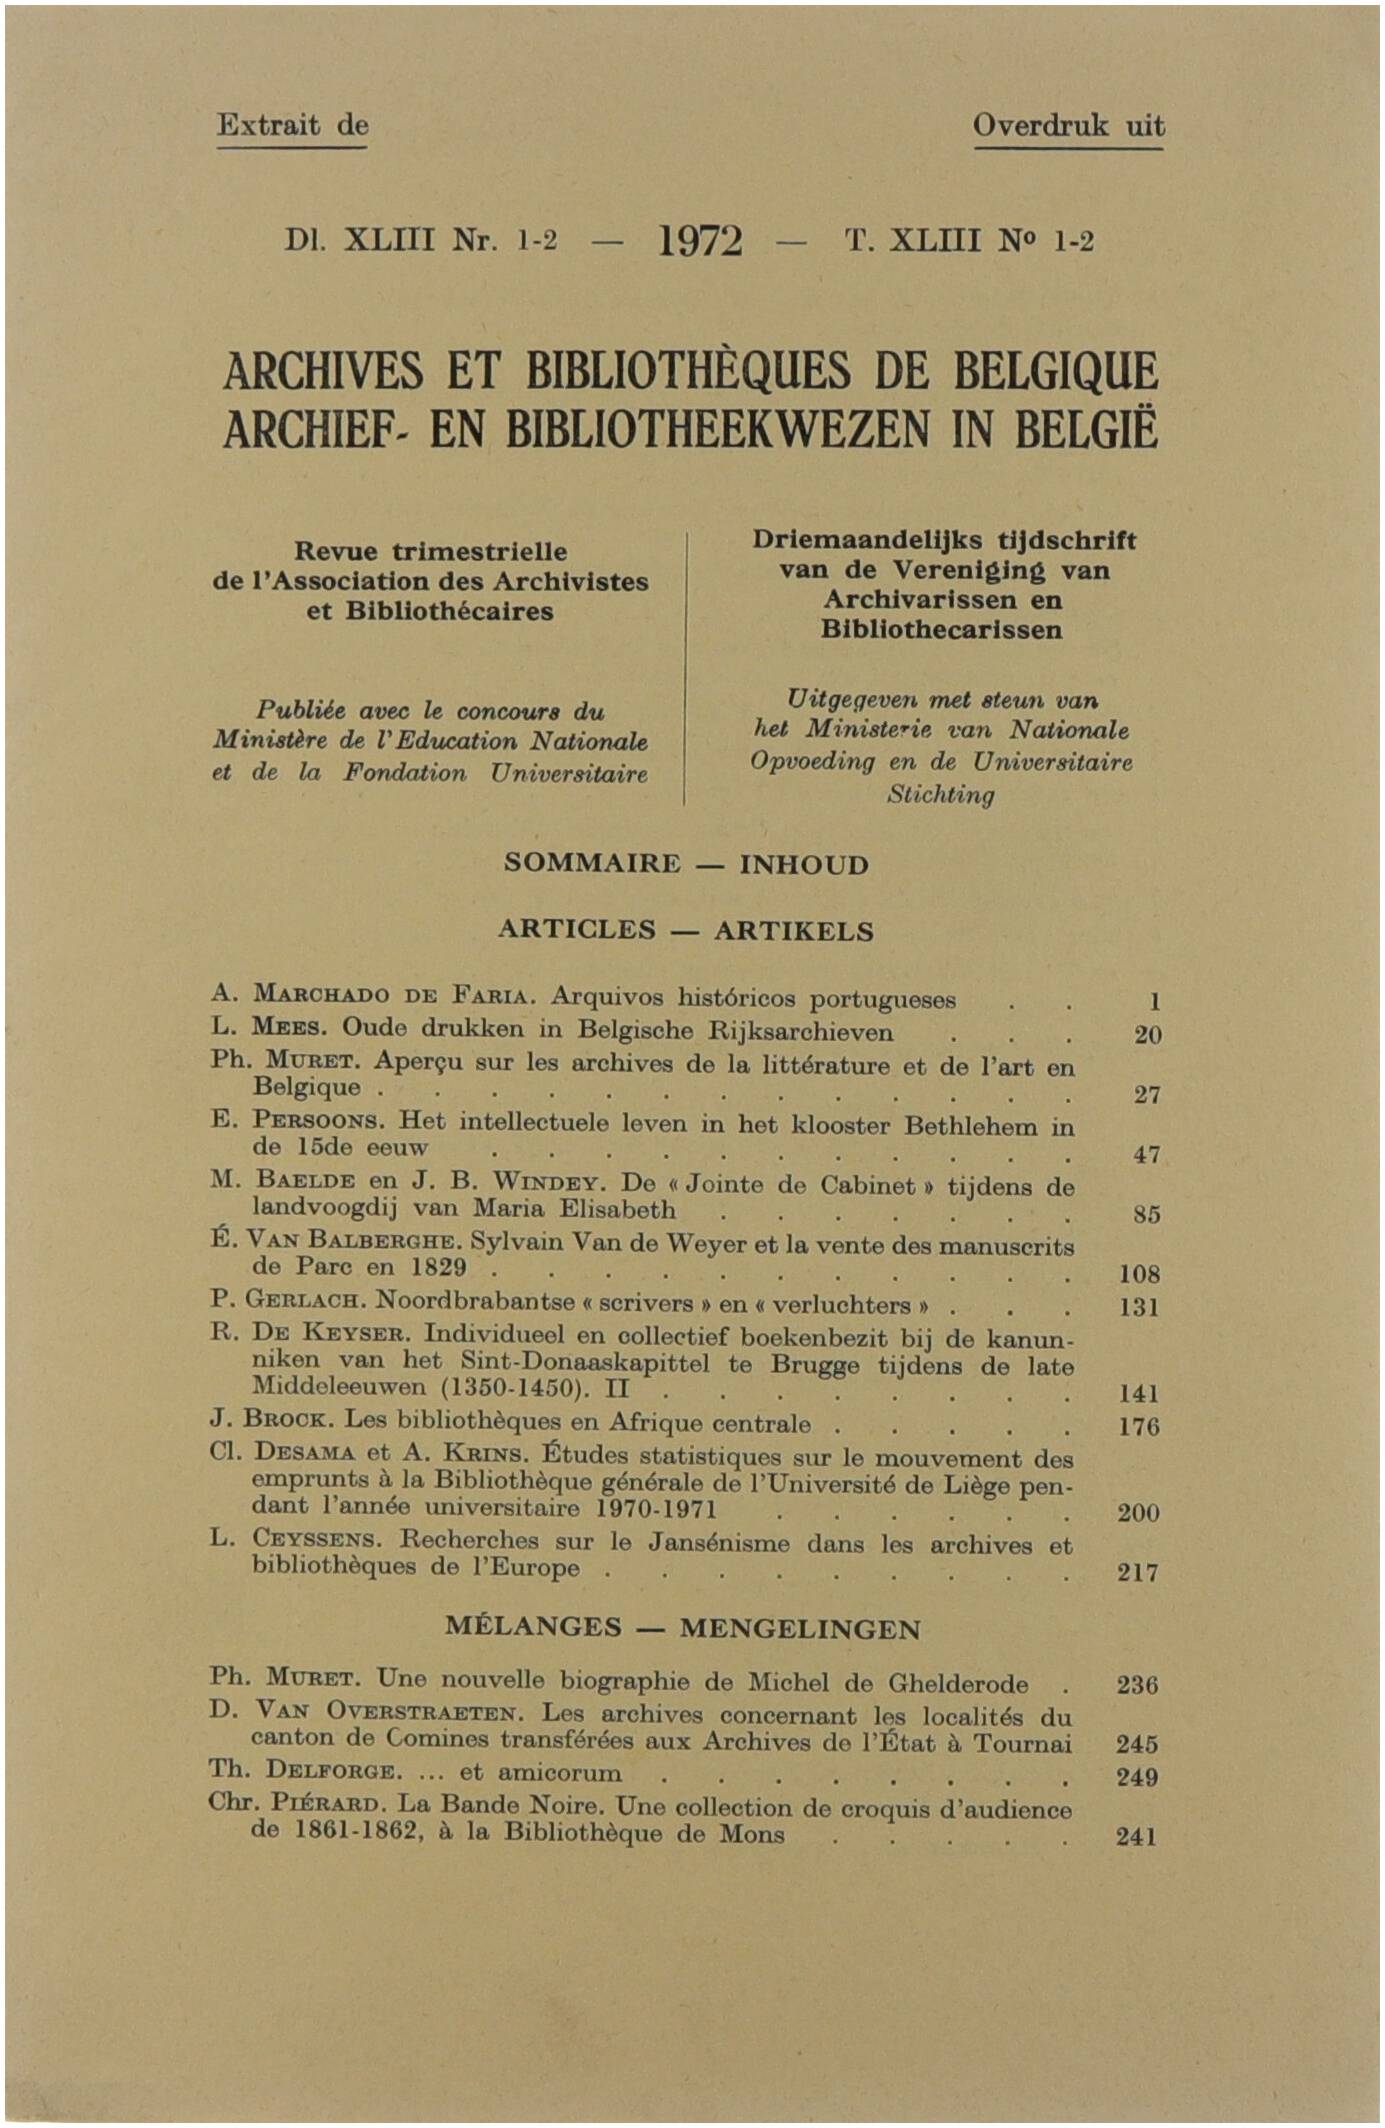 Extrait de
Overdruk uit
Dl. XLIII Nr. 1-2 — 1972 — T. XLIII Nº 1-2
ARCHIVES ET BIBLIOTHÈQUES DE BELGIQUE
ARCHIEF- EN BIBLIOTHEEKWEZEN IN BELGIË
Revue trimestrielle
de l'Association des Archivistes
et Bibliothécaires
Publiée avec le concours du
Ministère de l'Education Nationale
et de la Fondation Universitaire
Driemaandelijks tijdschrift
van de Vereniging van
Archivarissen en
Bibliothecarissen
Uitgegeven met steun van
het Ministerie van Nationale
Opvoeding en de Universitaire
Stichting
SOMMAIRE — INHOUD
ARTICLES — ARTIKELS
A. MARCHADO DE FARIA. Arquivos históricos portugueses . . 1
L. MEES. Oude drukken in Belgische Rijksarchieven . . . 20
Ph. MURET. Aperçu sur les archives de la littérature et de l'art en
Belgique . . . . . . . . . . . . . 27
E. PERSOONS. Het intellectuele leven in het klooster Bethlehem in
de 15de eeuw . . . . . . . . . . . 47
M. BAELDE en J. B. WINDEY. De « Jointe de Cabinet » tijdens de
landvoogdij van Maria Elisabeth . . . . . . . 85
É. VAN BALBERGHE. Sylvain Van de Weyer et la vente des manuscrits
de Parc en 1829 . . . . . . . . . . . 108
P. GERLACH. Noordbrabantse « scrivers » en « verluchters » . . . 131
R. DE KEYSER. Individueel en collectief boekenbezit bij de kanun-
niken van het Sint-Donaaskapittel te Brugge tijdens de late
Middeleeuwen (1350-1450). II . . . . . . . . 141
J. BROCK. Les bibliothèques en Afrique centrale . . . . . 176
Cl. DESAMA et A. KRINS. Études statistiques sur le mouvement des
emprunts à la Bibliothèque générale de l'Université de Liège pen-
dant l'année universitaire 1970-1971 . . . . . . 200
L. CEYSSENS. Recherches sur le Jansénisme dans les archives et
bibliothèques de l'Europe . . . . . . . . . 217
MÉLANGES — MENGELINGEN
Ph. MURET. Une nouvelle biographie de Michel de Ghelderode . 236
D. VAN OVERSTRAETEN. Les archives concernant les localités du
canton de Comines transférées aux Archives de l'État à Tournai 245
Th. DELFORGE. ... et amicorum . . . . . . . . 249
Chr. PIÉRARD. La Bande Noire. Une collection de croquis d'audience
de 1861-1862, à la Bibliothèque de Mons . . . . . 241